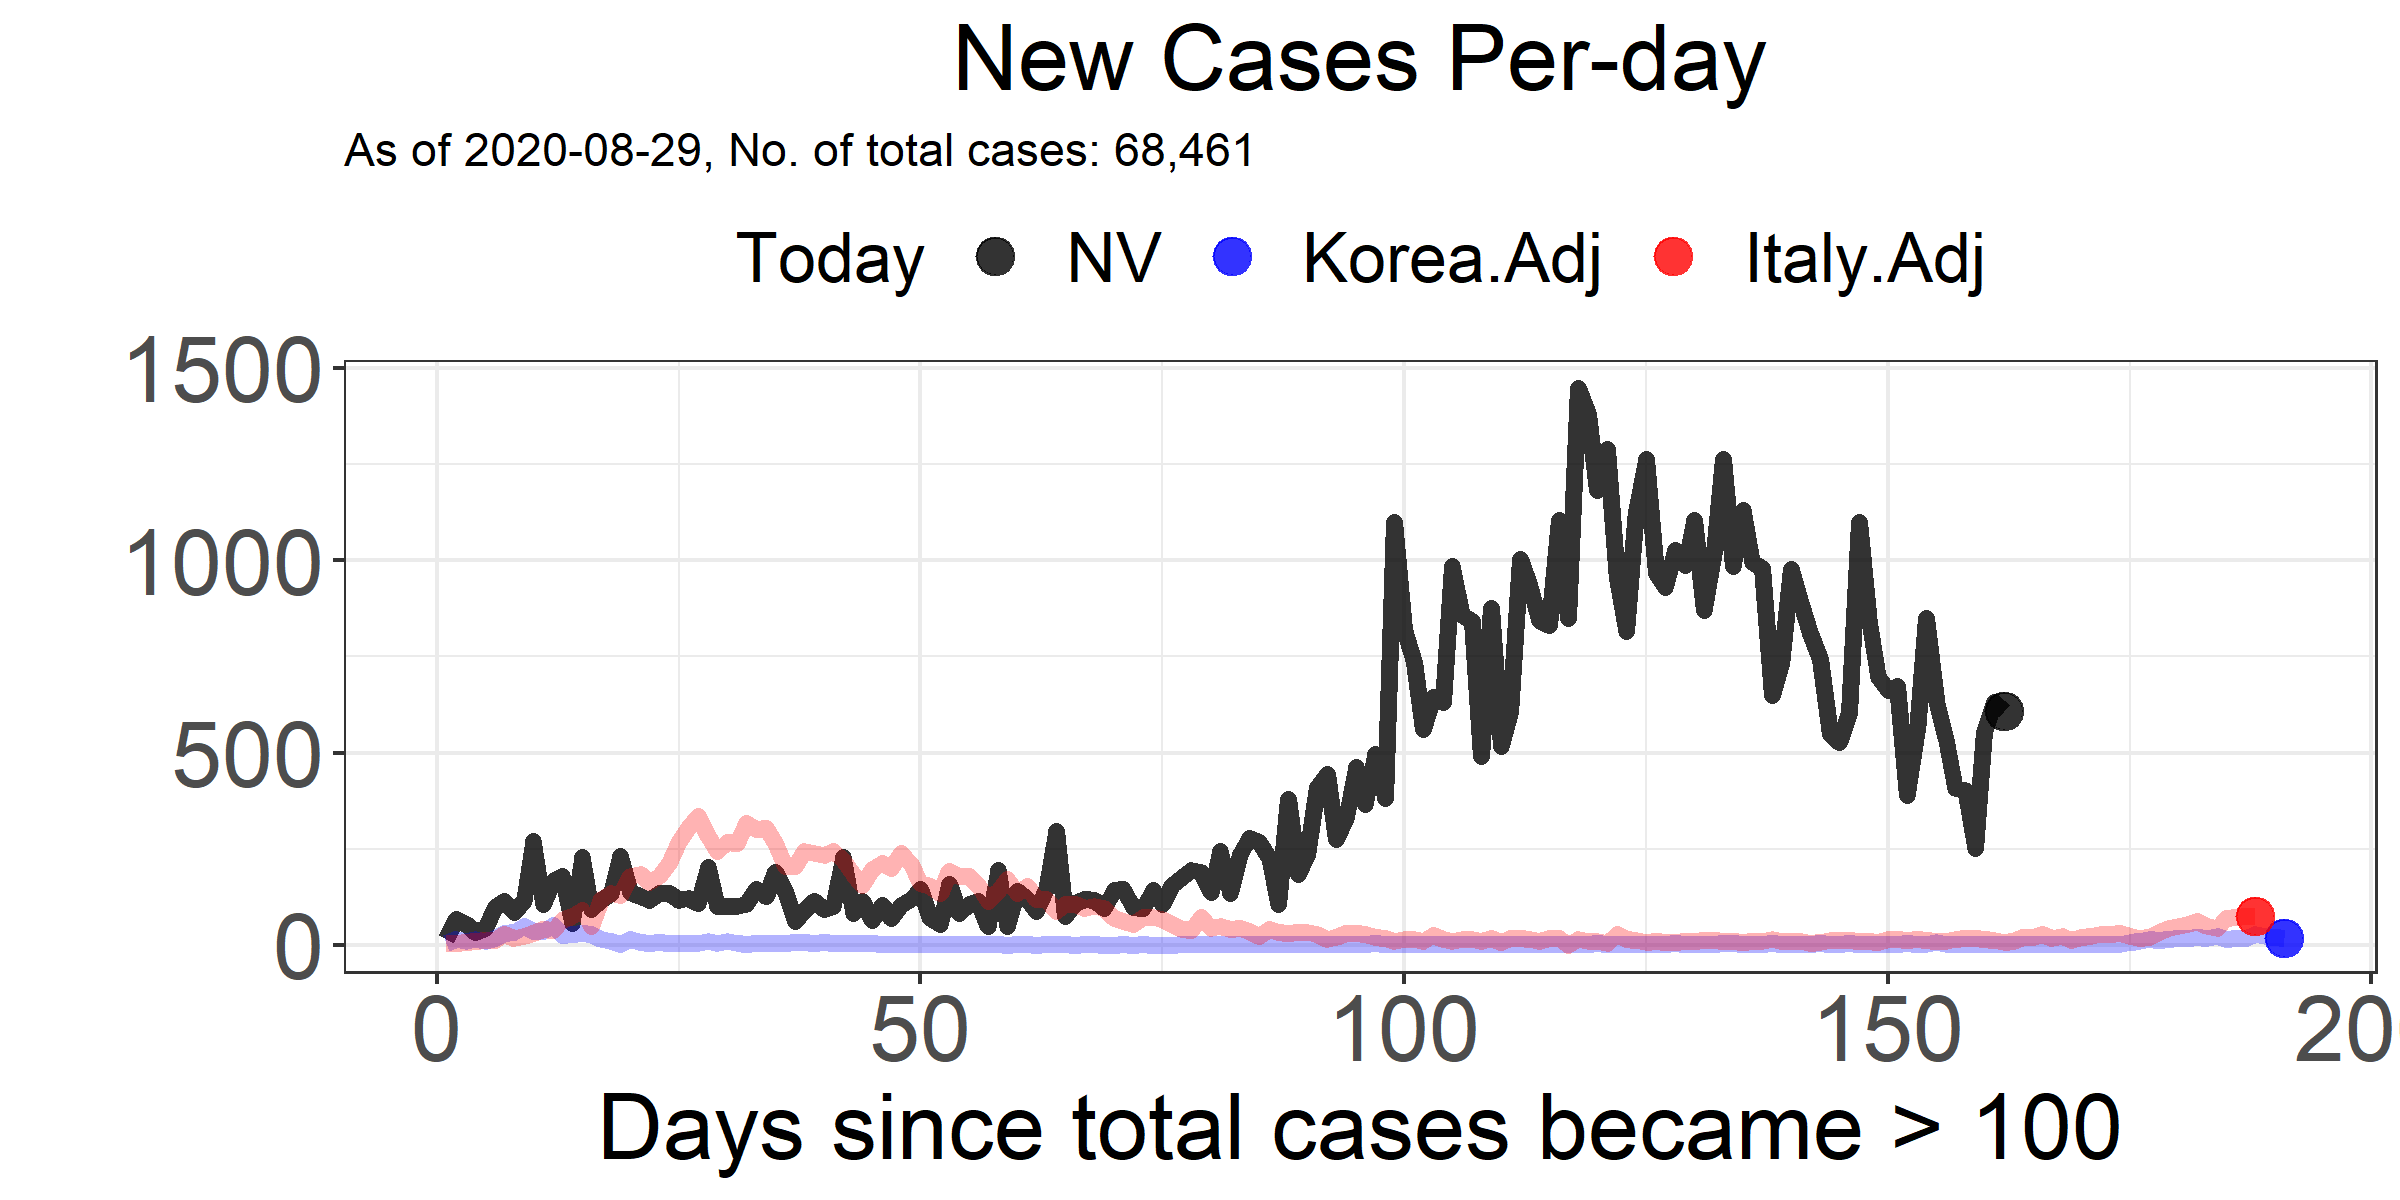 New Cases Per-day
As of 2020-08-29, No. of total cases: 68,461
Today NV Korea.Adj Italy.Adj
1500
1000
500
0
0 50 100 150 20
Days since total cases became > 100